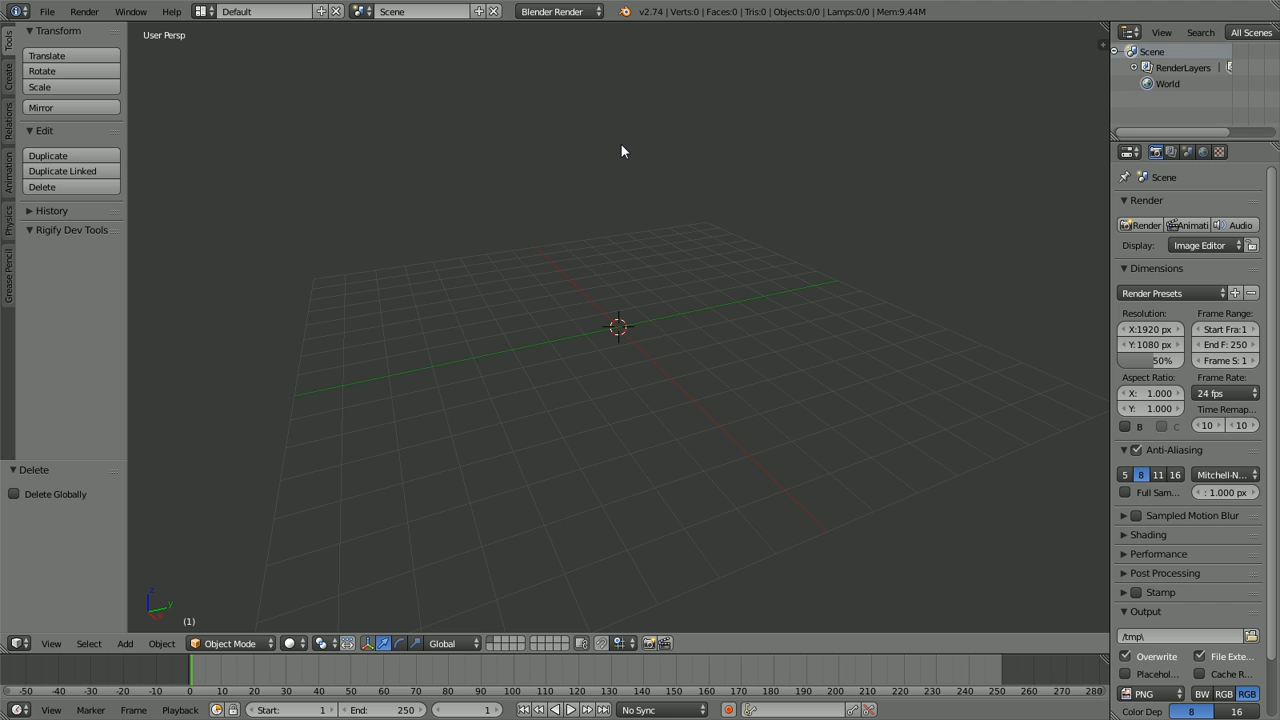 File Render Window Help Default Scene Blender Render v2.74 | Verts:0 | Faces:0 | Tris:0 | Objects:0/0 | Lamps:0/0 | Mem:9.44M
Tools
Create
Relations
Animation
Physics
Grease Pencil
Transform
Translate
Rotate
Scale
Mirror
Edit
Duplicate
Duplicate Linked
Delete
History
Rigify Dev Tools
Delete
Delete Globally
User Persp
z
y
x
(1)
View Select Add Object Object Mode Global
-50 -40 -30 -20 -10 0 10 20 30 40 50 60 70 80 90 100 110 120 130 140 150 160 170 180 190 200 210 220 230 240 250 260 270 280
View Marker Frame Playback Start: 1 End: 250 1 No Sync
View Search All Scenes
Scene
RenderLayers |
World
Scene
Render
Render Animati Audio
Display: Image Editor
Dimensions
Render Presets
Resolution: Frame Range:
X:1920 px Start Fra:1
Y:1080 px End F: 250
50% Frame S: 1
Aspect Ratio: Frame Rate:
X: 1.000 24 fps
Y: 1.000 Time Remap...
B C 10 10
Anti-Aliasing
5 8 11 16 Mitchell-N...
Full Sam... : 1.000 px
Sampled Motion Blur
Shading
Performance
Post Processing
Stamp
Output
/tmp\
Overwrite File Exte...
Placehol... Cache R...
PNG BW RGB RGB
Color Dep 8 16